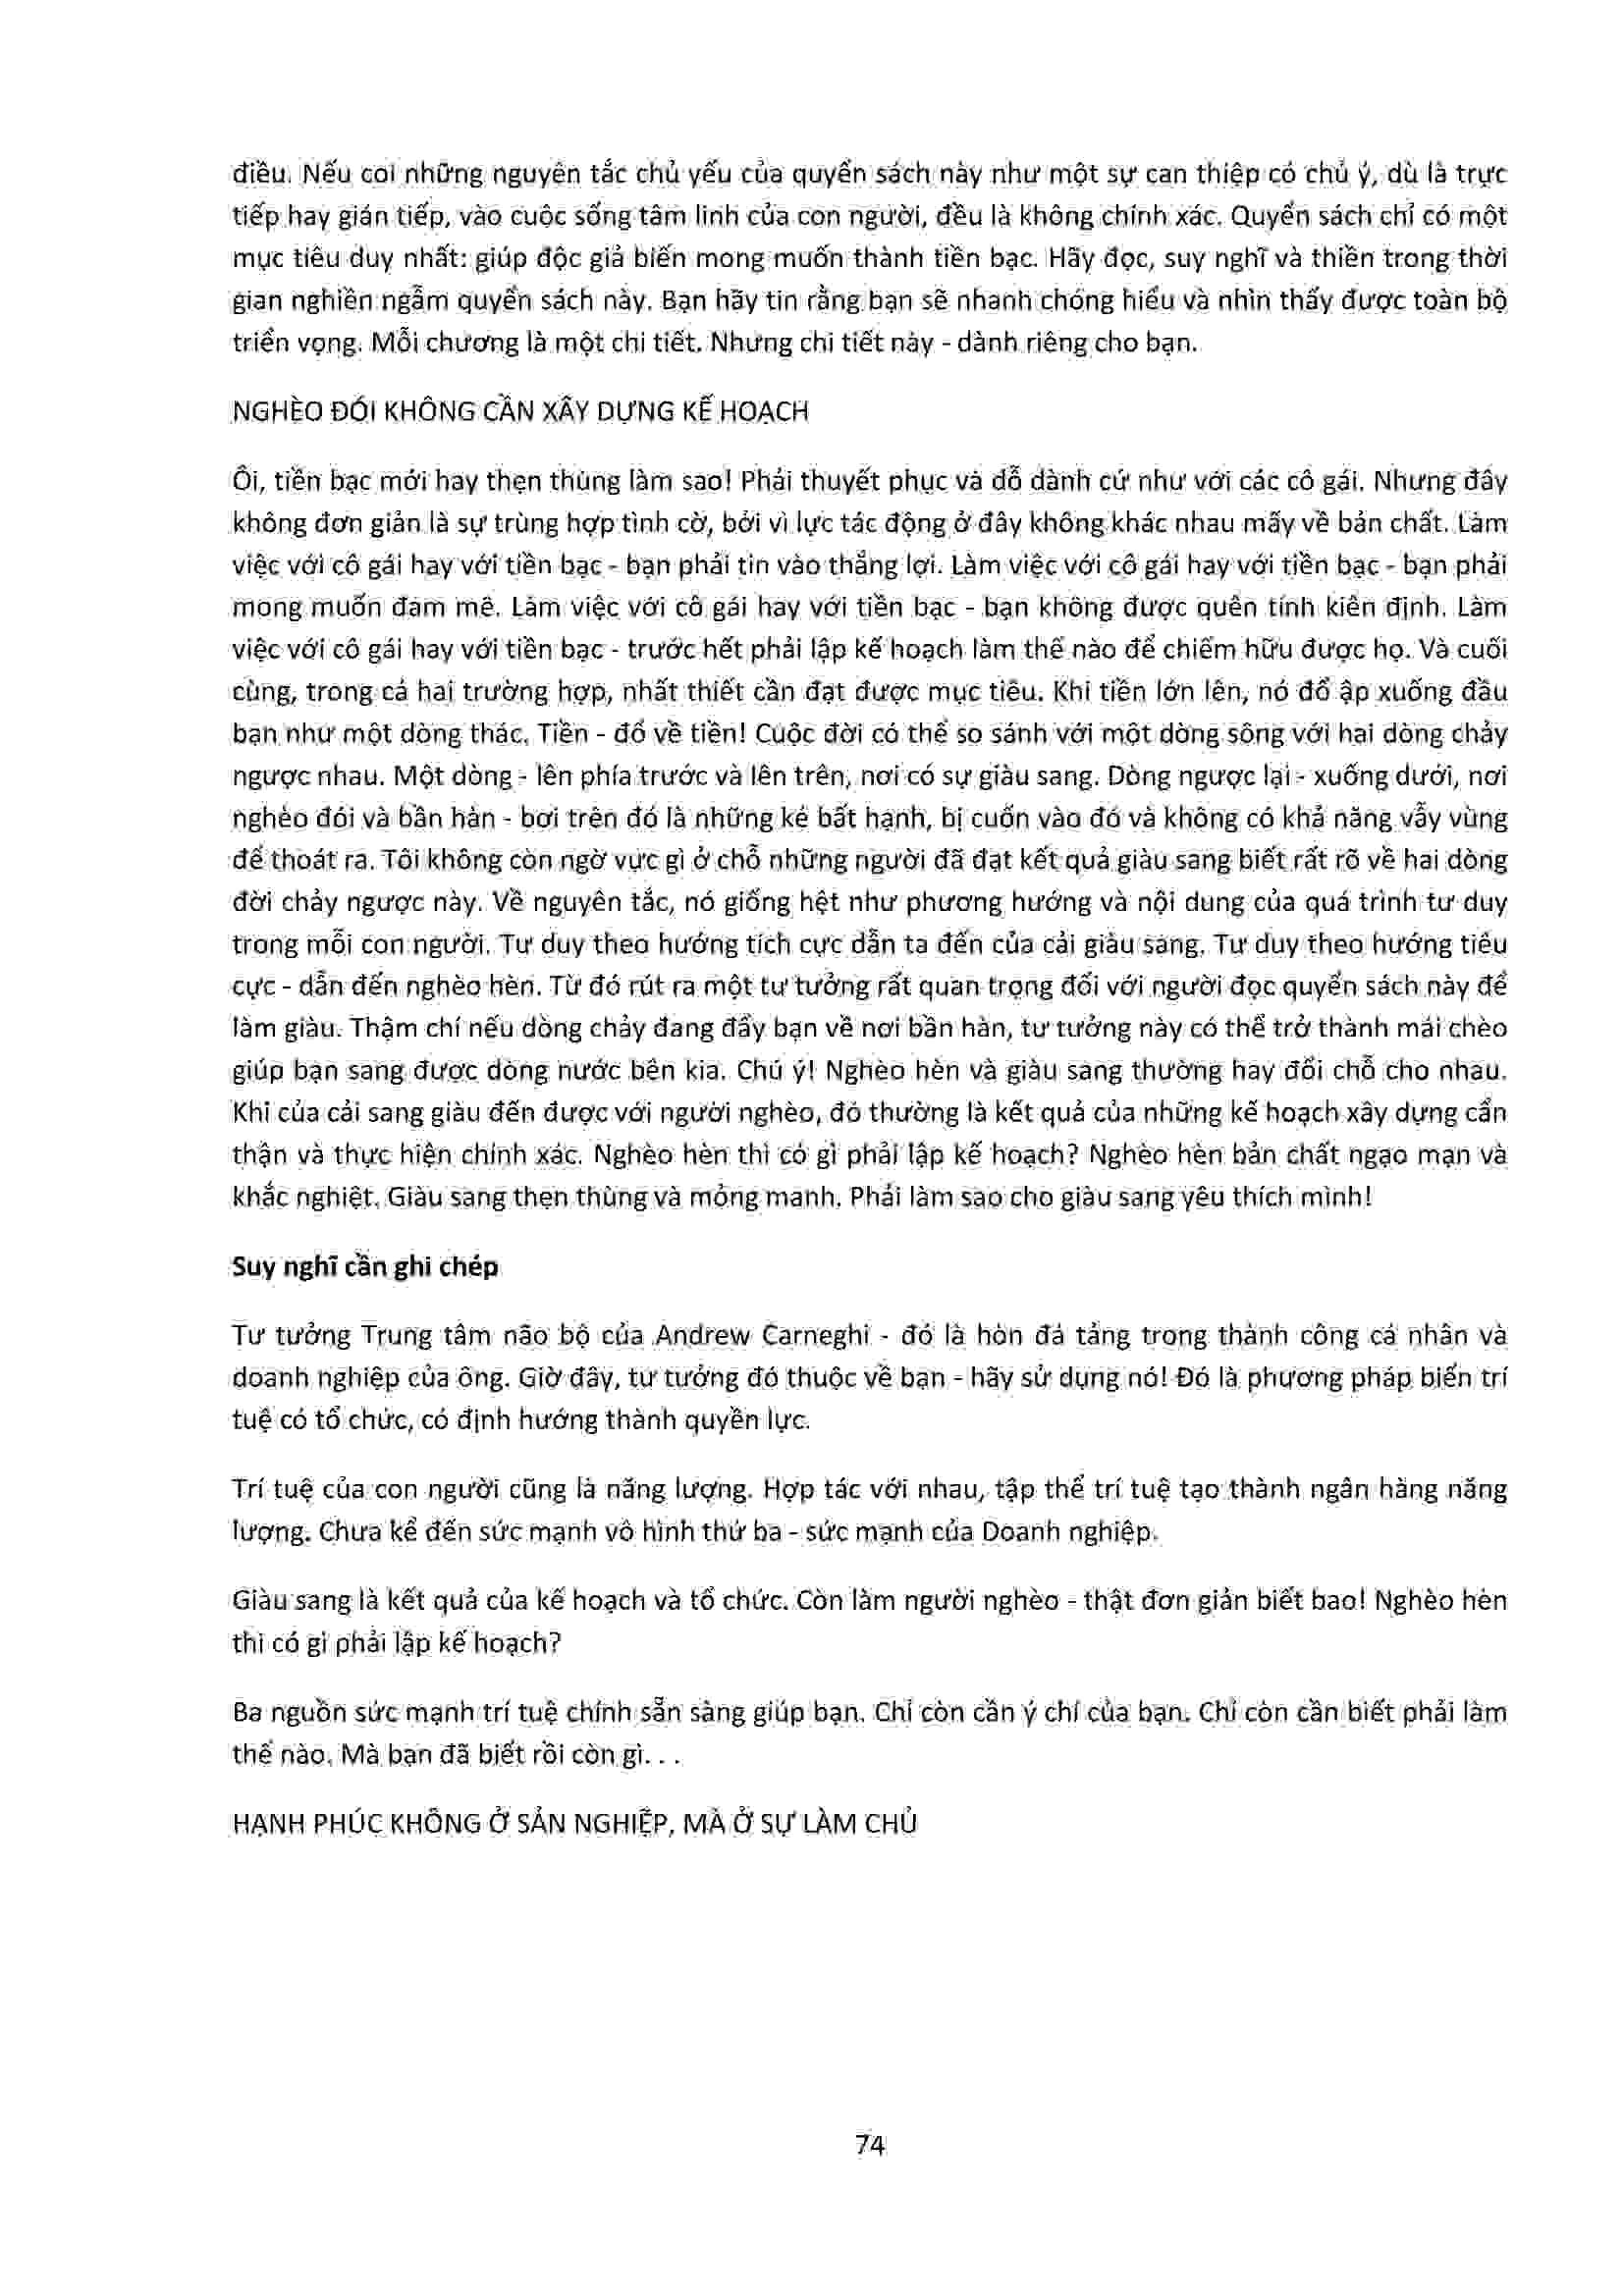 điều. Nếu coi những nguyên tắc chủ yếu của quyển sách này như một sự can thiệp có chủ ý, dù là trực
tiếp hay gián tiếp, vào cuộc sống tâm linh của con người, đều là không chính xác. Quyển sách chỉ có một
mục tiêu duy nhất: giúp độc giả biến mong muốn thành tiền bạc. Hãy đọc, suy nghĩ và thiền trong thời
gian nghiền ngẫm quyển sách này. Bạn hãy tin rằng bạn sẽ nhanh chóng hiểu và nhìn thấy được toàn bộ
triển vọng. Mỗi chương là một chi tiết. Nhưng chi tiết này - dành riêng cho bạn.
NGHÈO ĐÓI KHÔNG CẦN XÂY DỰNG KẾ HOẠCH
Ôi, tiền bạc mới hay thẹn thùng làm sao! Phải thuyết phục và dỗ dành cứ như với các cô gái. Nhưng đây
không đơn giản là sự trùng hợp tình cờ, bởi vì lực tác động ở đây không khác nhau mấy về bản chất. Làm
việc với cô gái hay với tiền bạc - bạn phải tin vào thắng lợi. Làm việc với cô gái hay với tiền bạc - bạn phải
mong muốn đam mê. Làm việc với cô gái hay với tiền bạc - bạn không được quên tính kiên định. Làm
việc với cô gái hay với tiền bạc - trước hết phải lập kế hoạch làm thế nào để chiếm hữu được họ. Và cuối
cùng, trong cả hai trường hợp, nhất thiết cần đạt được mục tiêu. Khi tiền lớn lên, nó đổ ập xuống đầu
bạn như một dòng thác. Tiền - đổ về tiền! Cuộc đời có thể so sánh với một dòng sông với hai dòng chảy
ngược nhau. Một dòng - lên phía trước và lên trên, nơi có sự giàu sang. Dòng ngược lại - xuống dưới, nơi
nghèo đói và bần hàn - bơi trên đó là những kẻ bất hạnh, bị cuốn vào đó và không có khả năng vẫy vùng
để thoát ra. Tôi không còn ngờ vực gì ở chỗ những người đã đạt kết quả giàu sang biết rất rõ về hai dòng
đời chảy ngược này. Về nguyên tắc, nó giống hệt như phương hướng và nội dung của quá trình tư duy
trong mỗi con người. Tư duy theo hướng tích cực dẫn ta đến của cải giàu sang. Tư duy theo hướng tiêu
cực - dẫn đến nghèo hèn. Từ đó rút ra một tư tưởng rất quan trọng đối với người đọc quyển sách này để
làm giàu. Thậm chí nếu dòng chảy đang đẩy bạn về nơi bần hàn, tư tưởng này có thể trở thành mái chèo
giúp bạn sang được dòng nước bên kia. Chú ý! Nghèo hèn và giàu sang thường hay đổi chỗ cho nhau.
Khi của cải sang giàu đến được với người nghèo, đó thường là kết quả của những kế hoạch xây dựng cẩn
thận và thực hiện chính xác. Nghèo hèn thì có gì phải lập kế hoạch? Nghèo hèn bản chất ngạo mạn và
khắc nghiệt. Giàu sang thẹn thùng và mỏng manh. Phải làm sao cho giàu sang yêu thích mình!
Suy nghĩ cần ghi chép
Tư tưởng Trung tâm não bộ của Andrew Carneghi - đó là hòn đá tảng trong thành công cá nhân và
doanh nghiệp của ông. Giờ đây, tư tưởng đó thuộc về bạn - hãy sử dụng nó! Đó là phương pháp biến trí
tuệ có tổ chức, có định hướng thành quyền lực.
Trí tuệ của con người cũng là năng lượng. Hợp tác với nhau, tập thể trí tuệ tạo thành ngân hàng năng
lượng. Chưa kể đến sức mạnh vô hình thứ ba - sức mạnh của Doanh nghiệp.
Giàu sang là kết quả của kế hoạch và tổ chức. Còn làm người nghèo - thật đơn giản biết bao! Nghèo hèn
thì có gì phải lập kế hoạch?
Ba nguồn sức mạnh trí tuệ chính sẵn sàng giúp bạn. Chỉ còn cần ý chí của bạn. Chỉ còn cần biết phải làm
thế nào. Mà bạn đã biết rồi còn gì. . .
HẠNH PHÚC KHÔNG Ở SẢN NGHIỆP, MÀ Ở SỰ LÀM CHỦ
74